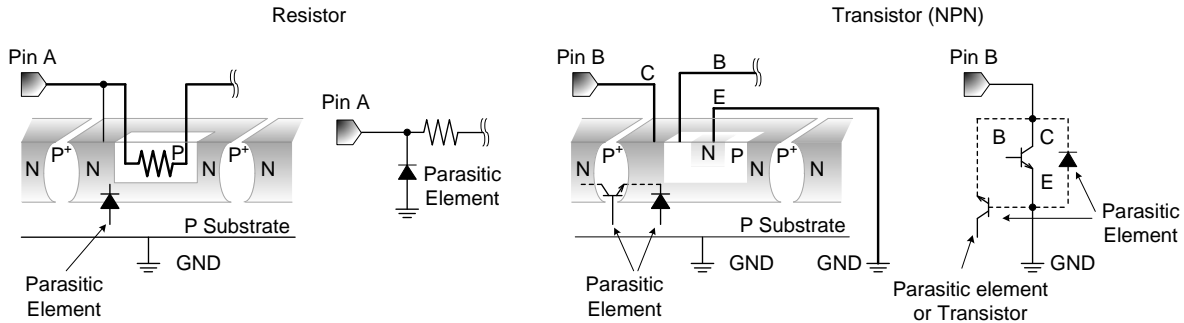 Resistor
Transistor (NPN)
Pin A
Pin A
Pin B
C
B
E
Pin B
N
P+
N
P
N
P+
N
Parasitic
Element
P Substrate
GND
Parasitic
Element
N
P+
N
N
P
N
P+
N
P Substrate
GND
GND
Parasitic
Element
B
C
E
Parasitic
Element
GND
Parasitic element
or Transistor